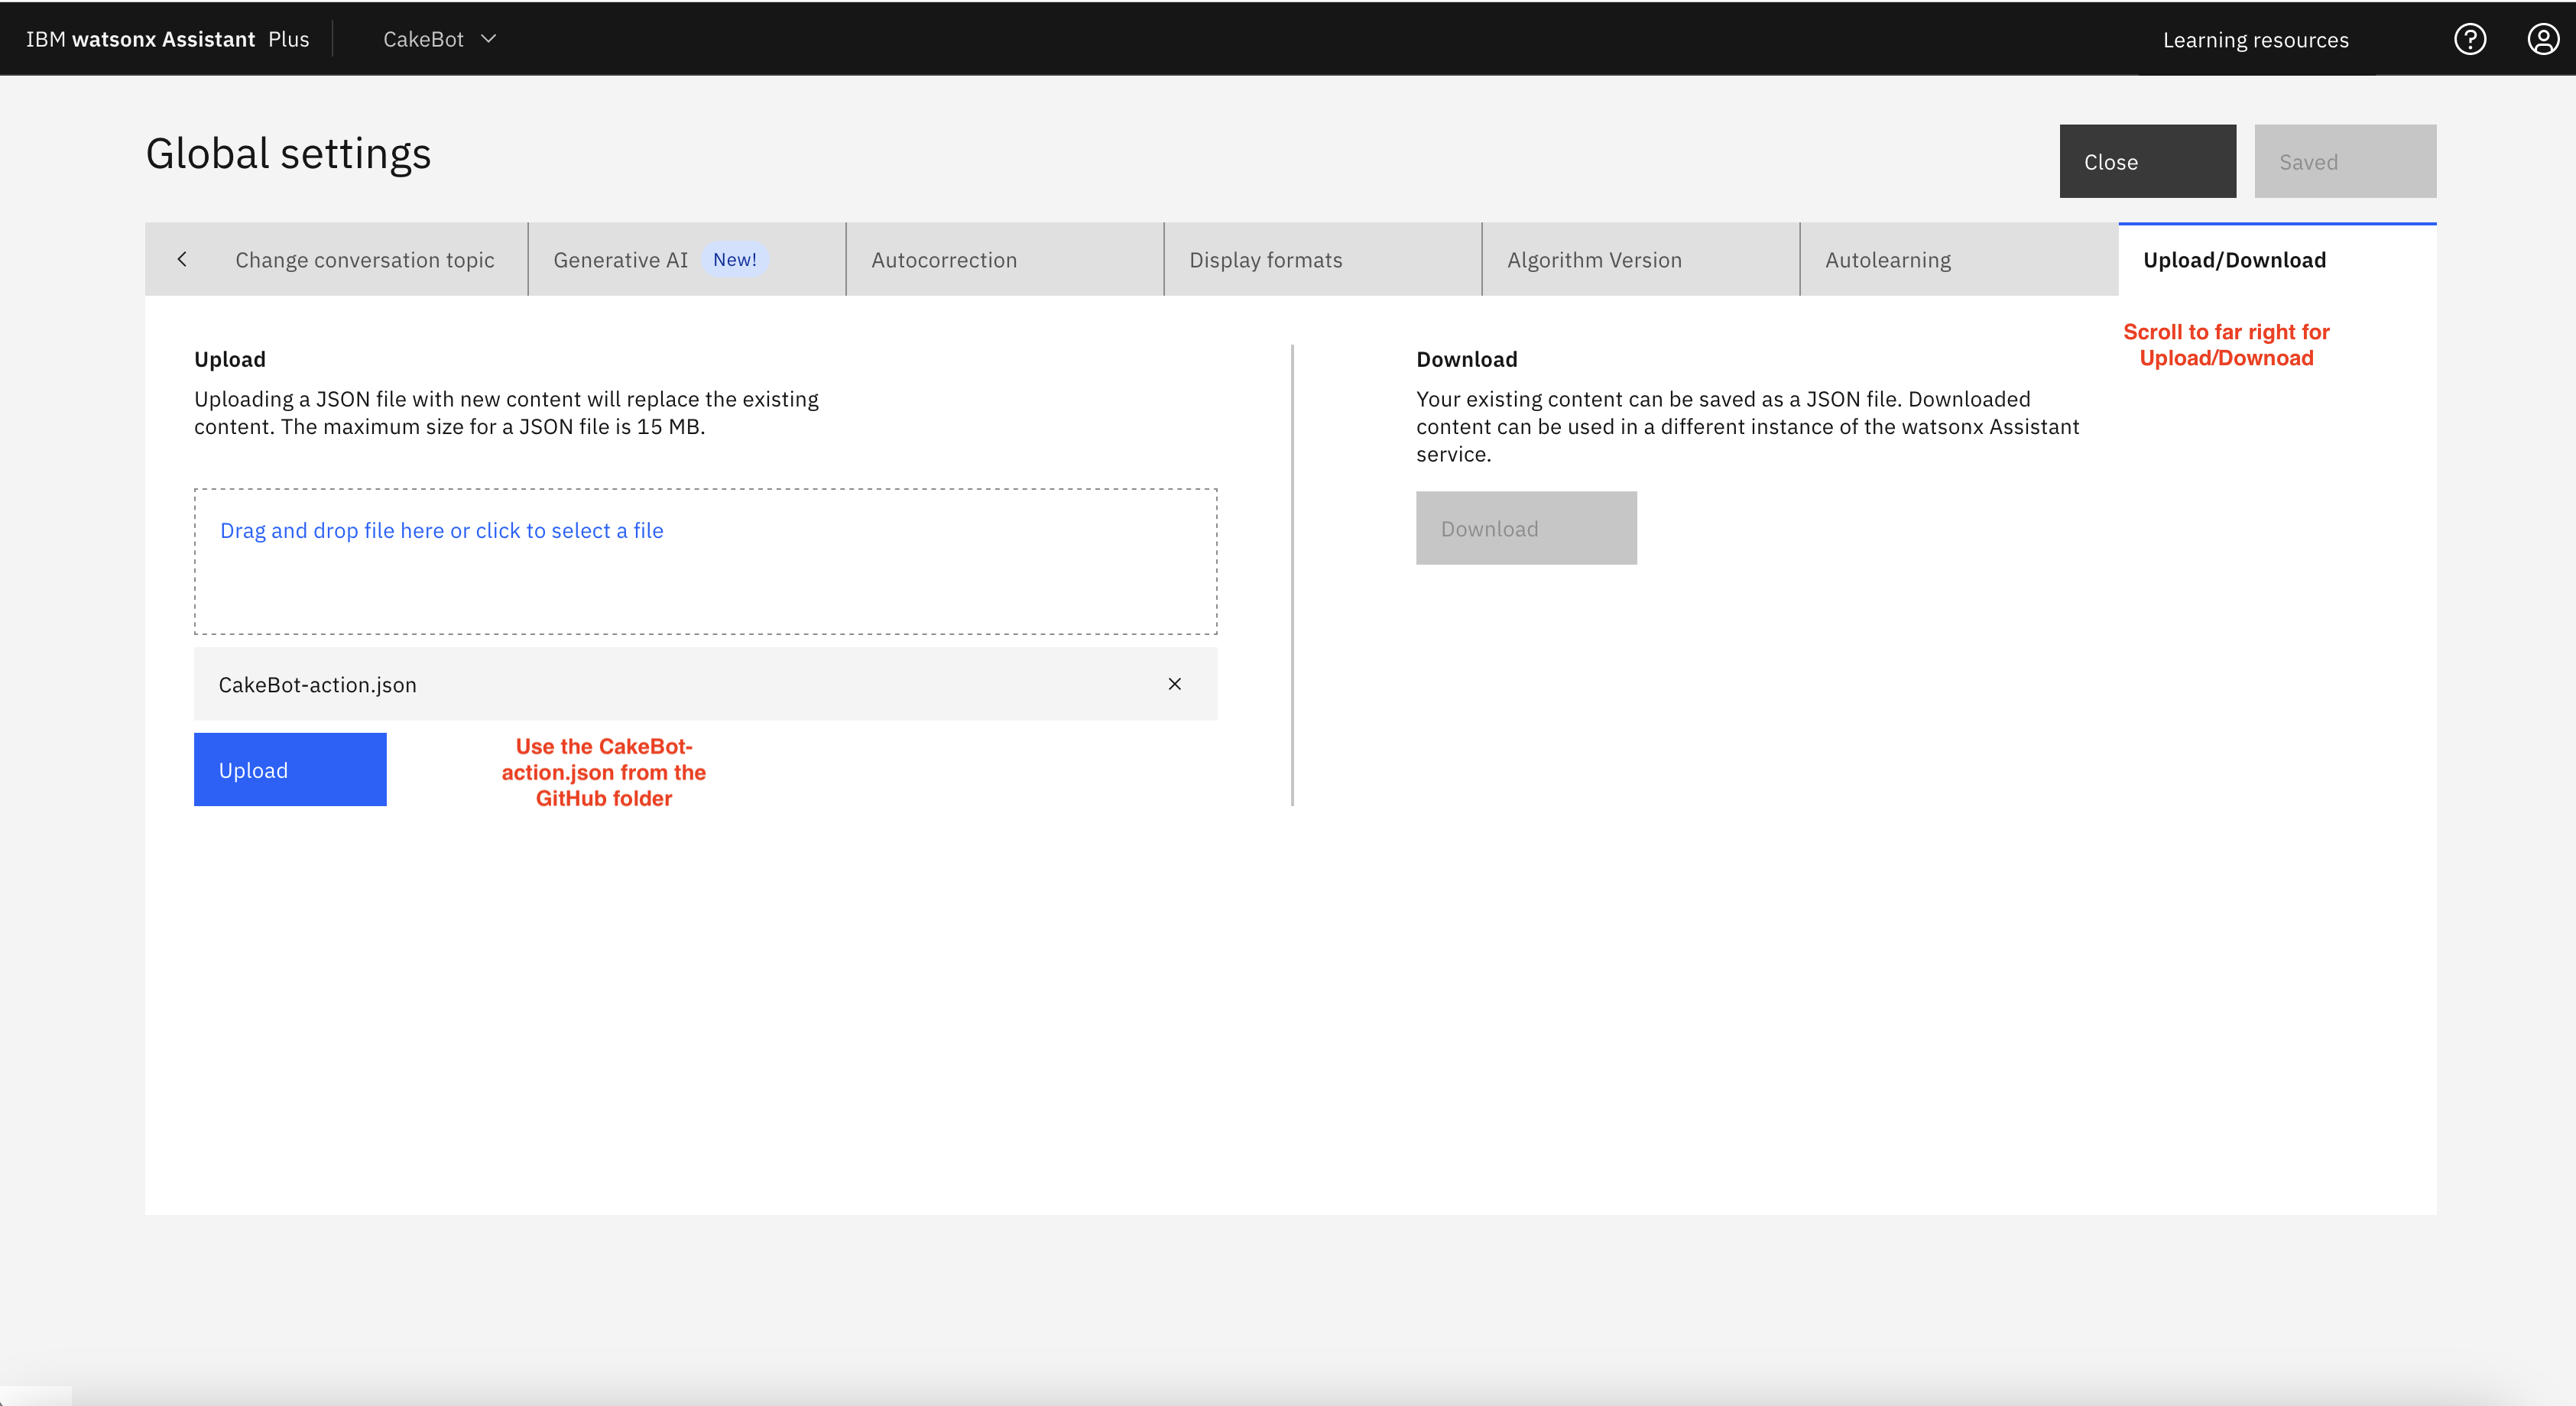 IBM watsonx Assistant Plus
CakeBot
Learning resources
Global settings
Close
Saved
Change conversation topic
Generative AI
New!
Autocorrection
Display formats
Algorithm Version
Autolearning
Upload/Download
Scroll to far right for
Upload/Downoad
Upload
Uploading a JSON file with new content will replace the existing
content. The maximum size for a JSON file is 15 MB.
Drag and drop file here or click to select a file
CakeBot-action.json
Upload
Use the CakeBot-
action.json from the
GitHub folder
Download
Your existing content can be saved as a JSON file. Downloaded
content can be used in a different instance of the watsonx Assistant
service.
Download